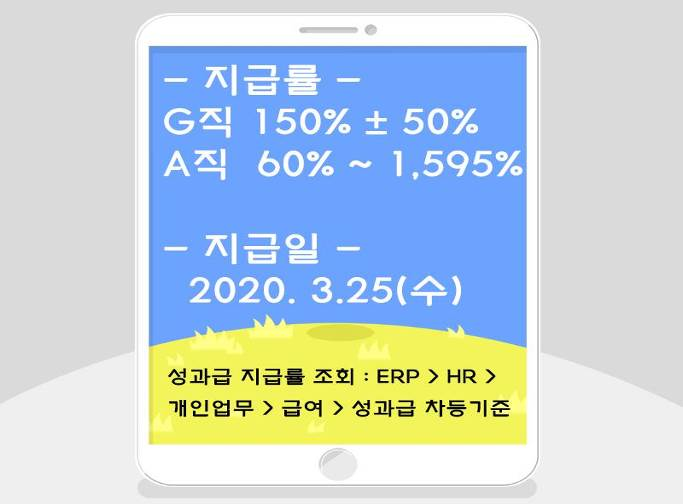 - 지급률 -
G직 150% ± 50%
A직 60% ~ 1,595%
- 지급일 -
2020. 3.25(수)
성과급 지급률 조회 : ERP > HR >
개인업무 > 급여 > 성과급 차등기준